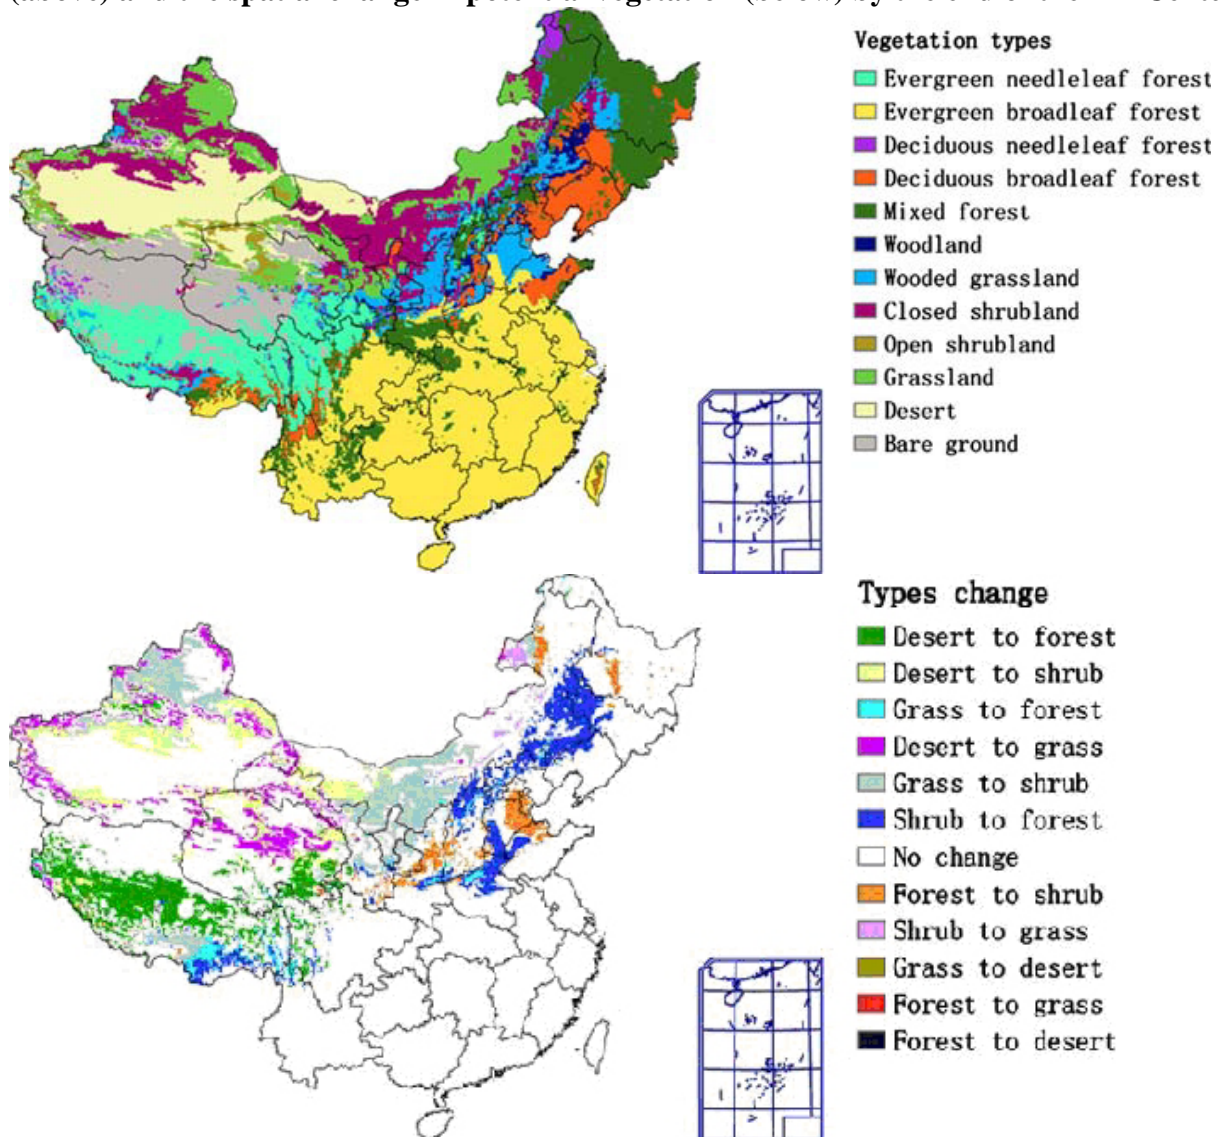 Vegetation types
Evergreen needleleaf forest
Evergreen broadleaf forest
Deciduous needleleaf forest
Deciduous broadleaf forest
Mixed forest
Woodland
Wooded grassland
Closed shrubland
Open shrubland
Grassland
Desert
Bare ground
Types change
Desert to forest
Desert to shrub
Grass to forest
Desert to grass
Grass to shrub
Shrub to forest
No change
Forest to shrub
Shrub to grass
Grass to desert
Forest to grass
Forest to desert